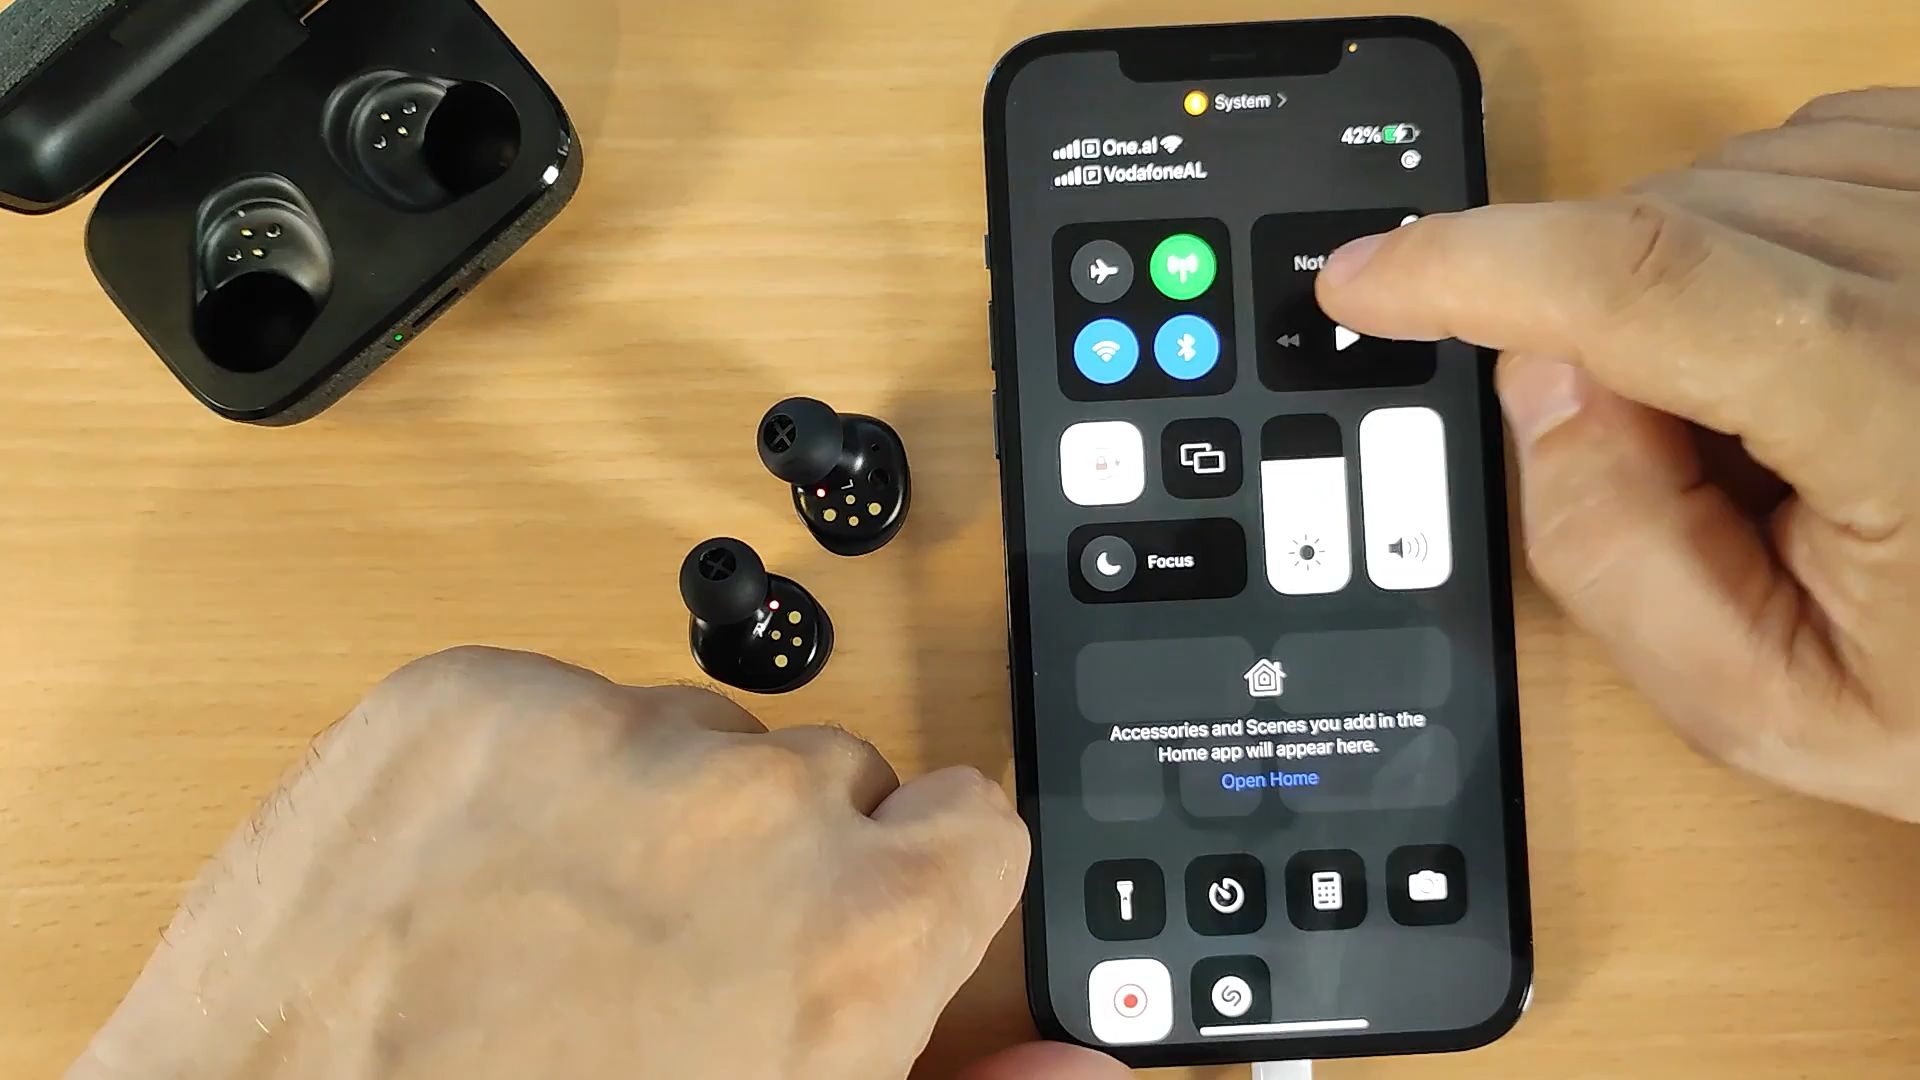 System
42%
One.al
VodafoneAL
Not
Focus
Accessories and Scenes you add in the
Home app will appear here.
Open Home
L
R